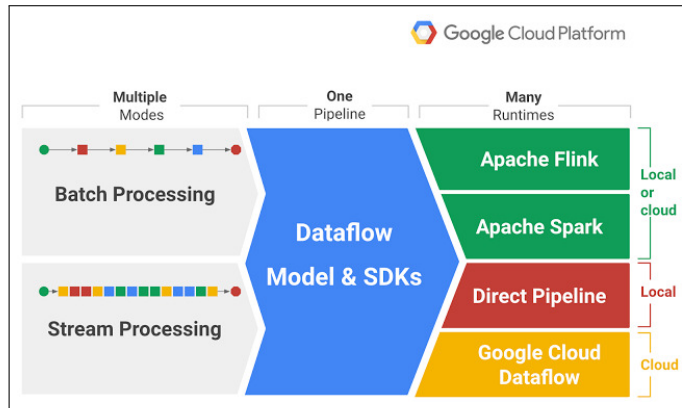 Google Cloud Platform
Multiple
Modes
One
Pipeline
Many
Runtimes
Batch Processing
Stream Processing
Dataflow
Model & SDKs
Apache Flink
Apache Spark
Direct Pipeline
Google Cloud
Dataflow
Local
or
cloud
Local
Cloud